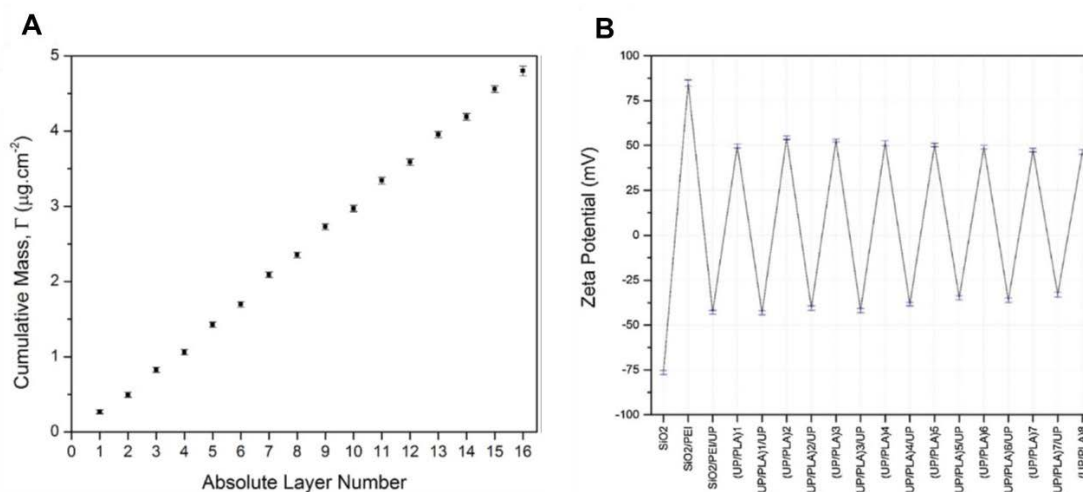 A
B
5
4
3
2
1
0
Cumulative Mass, Γ (μg.cm-2)
0 1 2 3 4 5 6 7 8 9 10 11 12 13 14 15 16
Absolute Layer Number
100
75
50
25
0
-25
-50
-75
-100
Zeta Potential (mV)
SiO2
SiO2/PEI
SiO2/PEI/UP
(UP/PLA)1
UP/PLA)1/UP
(UP/PLA)2
UP/PLA)2/UP
(UP/PLA)3
UP/PLA)3/UP
(UP/PLA)4
UP/PLA)4/UP
(UP/PLA)5
UP/PLA)5/UP
(UP/PLA)6
UP/PLA)6/UP
(UP/PLA)7
UP/PLA)7/UP
(UP/PLA)8